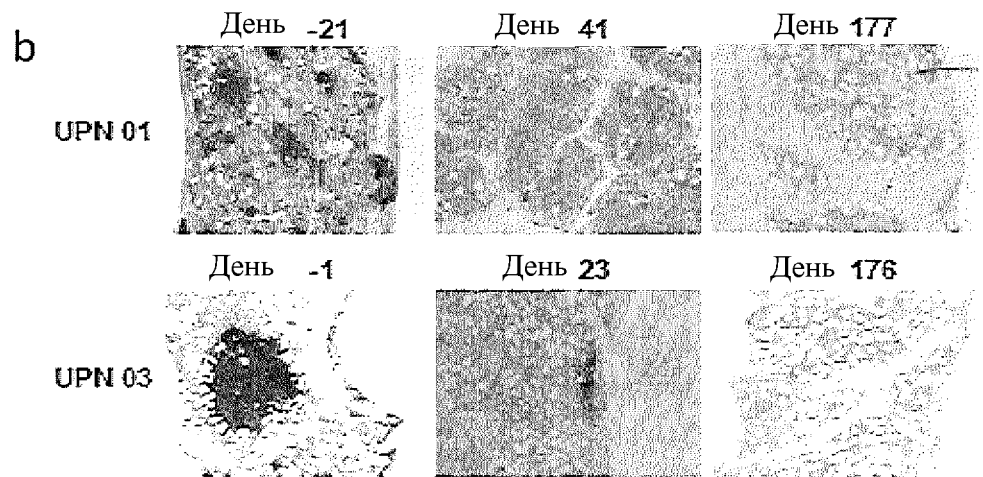 b
День -21 День 41 День 177
UPN 01
День -1 День 23 День 176
UPN 03